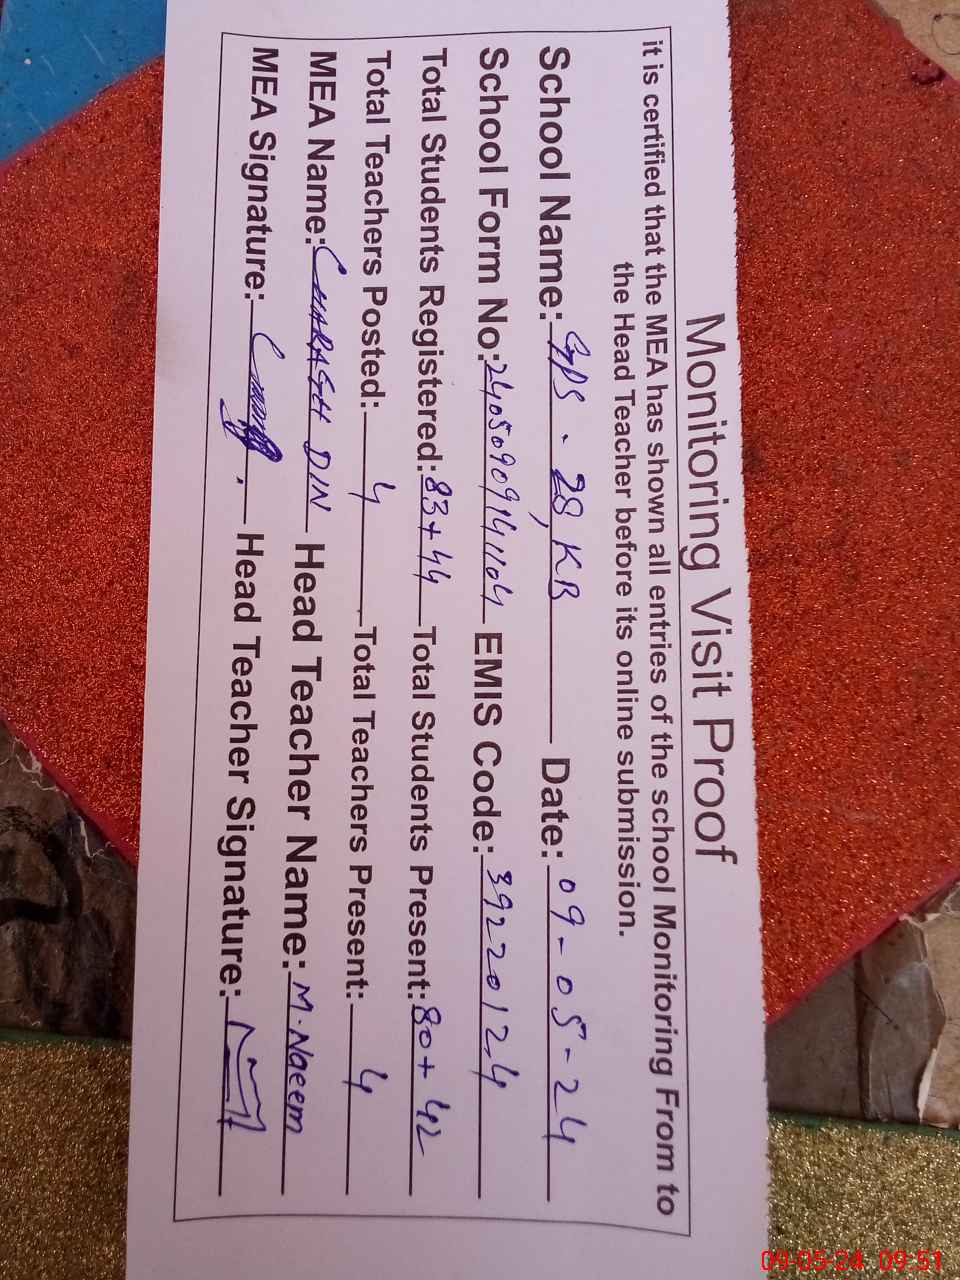 Monitoring Visit Proof
it is certified that the MEA has shown all entries of the school Monitoring From to
the Head Teacher before its online submission.
School Name: GPS. 28, KB Date: 09-05-24
School Form No: 24050909141104 EMIS Code: 39220124
Total Students Registered: 83+44 Total Students Present: 80+42
Total Teachers Posted: 4 Total Teachers Present: 4
MEA Name: CHARAGH DIN Head Teacher Name: M.Naeem
MEA Signature: Head Teacher Signature:
09-05-24 09:51